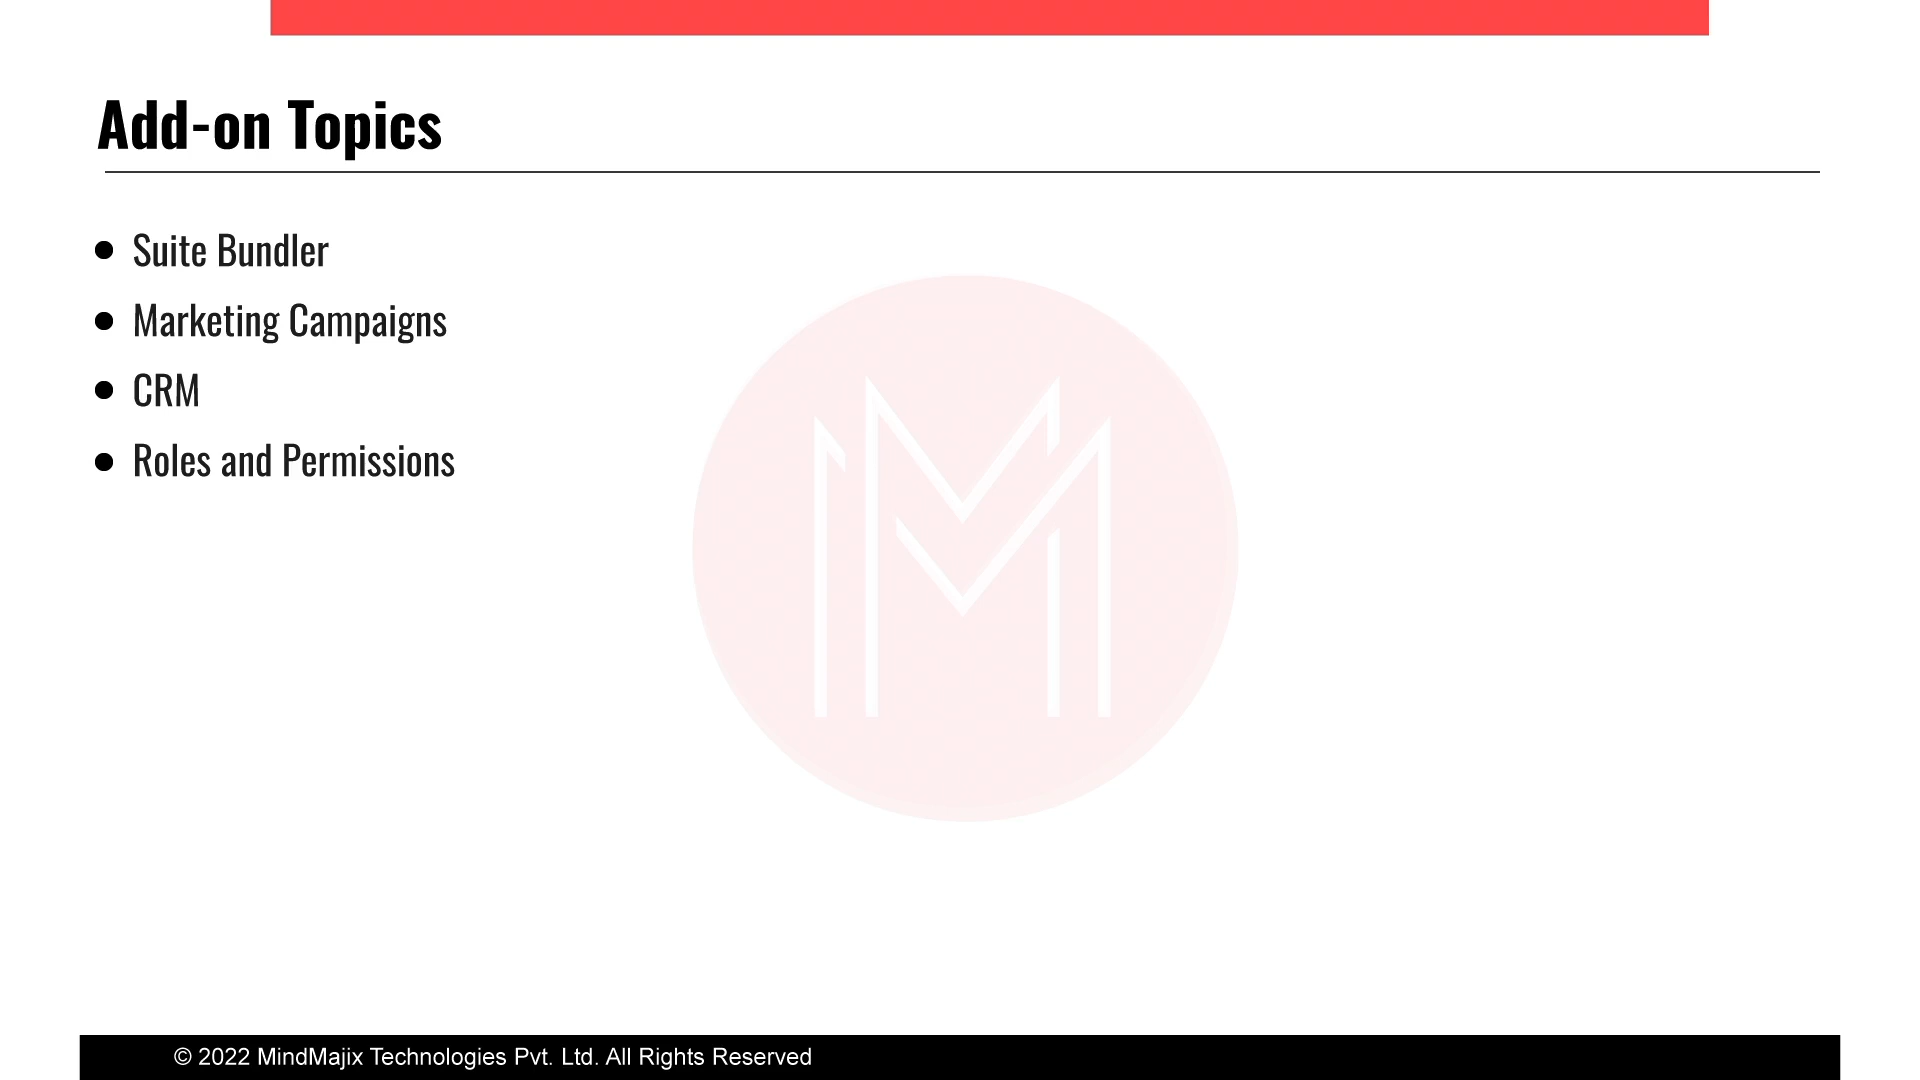 Add-on Topics
Suite Bundler
Marketing Campaigns
CRM
Roles and Permissions
© 2022 MindMajix Technologies Pvt. Ltd. All Rights Reserved